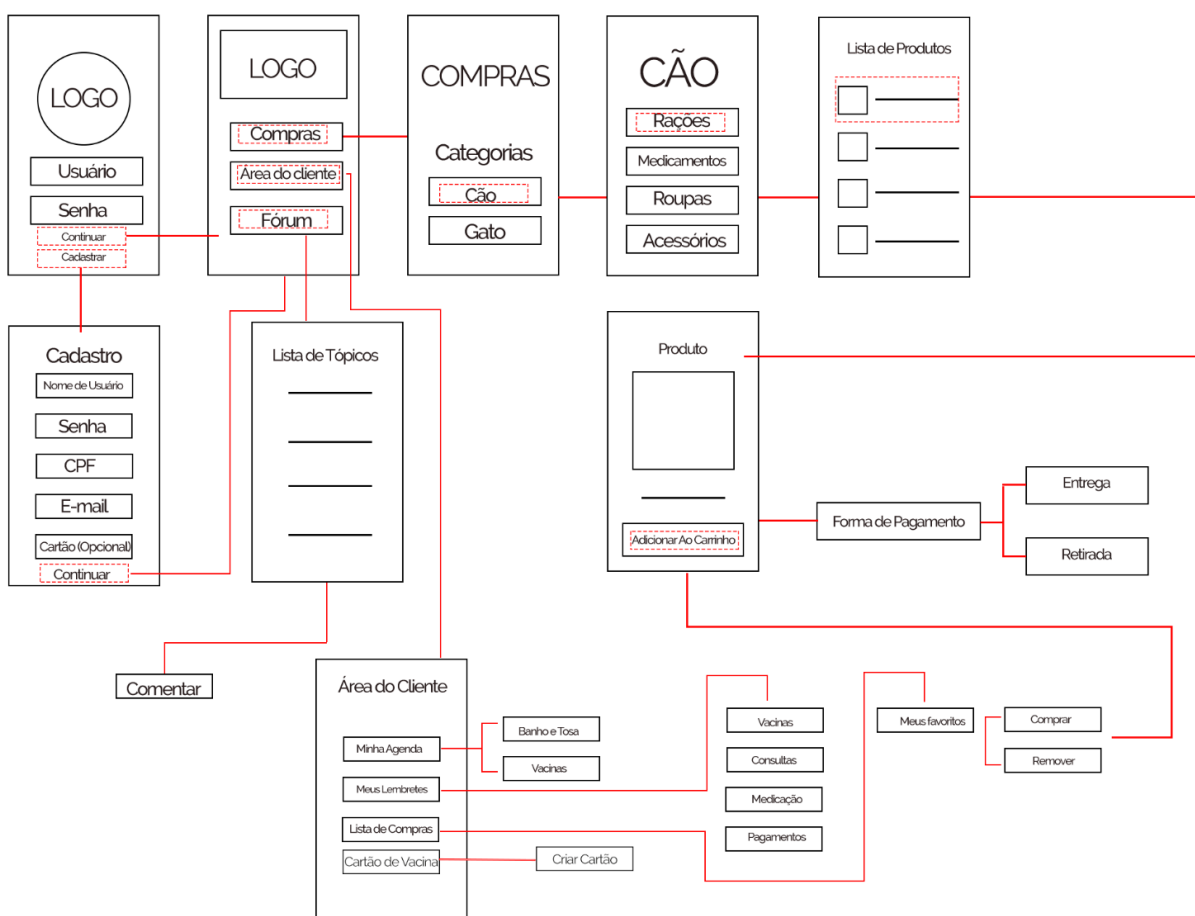 LOGO
Usuário
Senha
Continuar
Cadastrar
LOGO
Compras
Área do cliente
Fórum
COMPRAS
Categorias
Cão
Gato
CÃO
Rações
Medicamentos
Roupas
Acessórios
Lista de Produtos
Cadastro
Nome de Usuário
Senha
CPF
E-mail
Cartão (Opcional)
Continuar
Lista de Tópicos
Produto
Adicionar Ao Carrinho
Forma de Pagamento
Entrega
Retirada
Comentar
Área do Cliente
Minha Agenda
Meus Lembretes
Lista de Compras
Cartão de Vacina
Banho e Tosa
Vacinas
Criar Cartão
Vacinas
Consultas
Medicação
Pagamentos
Meus favoritos
Comprar
Remover